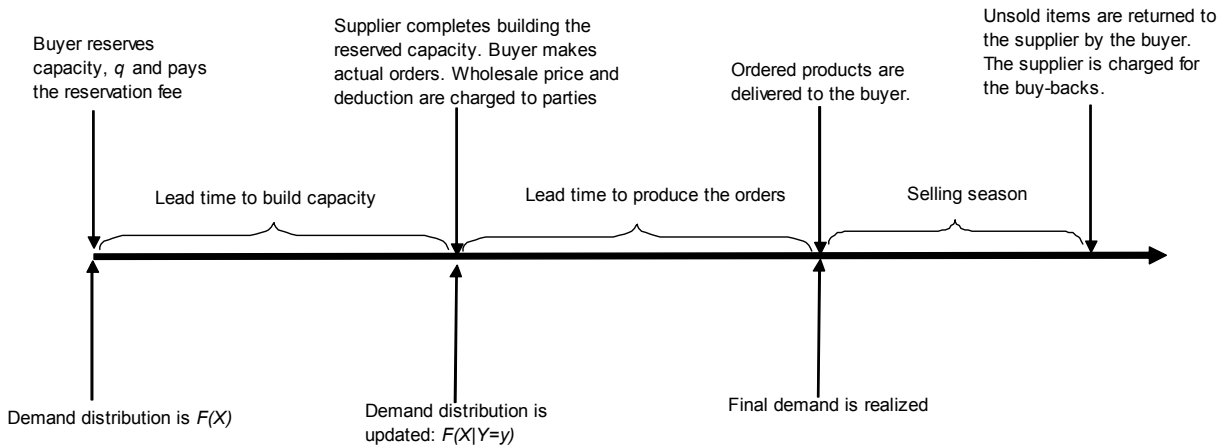 Buyer reserves
capacity, q and pays
the reservation fee
Supplier completes building the
reserved capacity. Buyer makes
actual orders. Wholesale price and
deduction are charged to parties
Ordered products are
delivered to the buyer.
Unsold items are returned to
the supplier by the buyer.
The supplier is charged for
the buy-backs.
Lead time to build capacity
Lead time to produce the orders
Selling season
Demand distribution is F(X)
Demand distribution is
updated: F(X|Y=y)
Final demand is realized